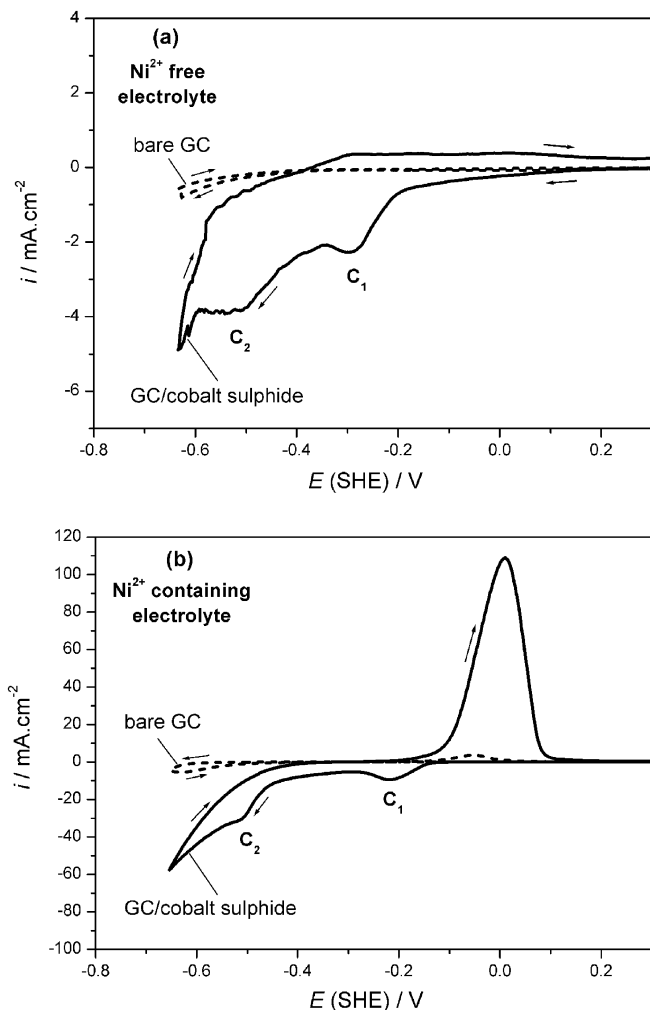 (a)
Ni²⁺ free
electrolyte
bare GC
C₁
C₂
GC/cobalt sulphide
i / mA.cm⁻²
4
2
0
-2
-4
-6
-0.8
-0.6
-0.4
-0.2
0.0
0.2
E (SHE) / V
(b)
Ni²⁺ containing
electrolyte
bare GC
C₁
C₂
GC/cobalt sulphide
i / mA.cm⁻²
120
100
80
60
40
20
0
-20
-40
-60
-80
-100
-0.8
-0.6
-0.4
-0.2
0.0
0.2
E (SHE) / V